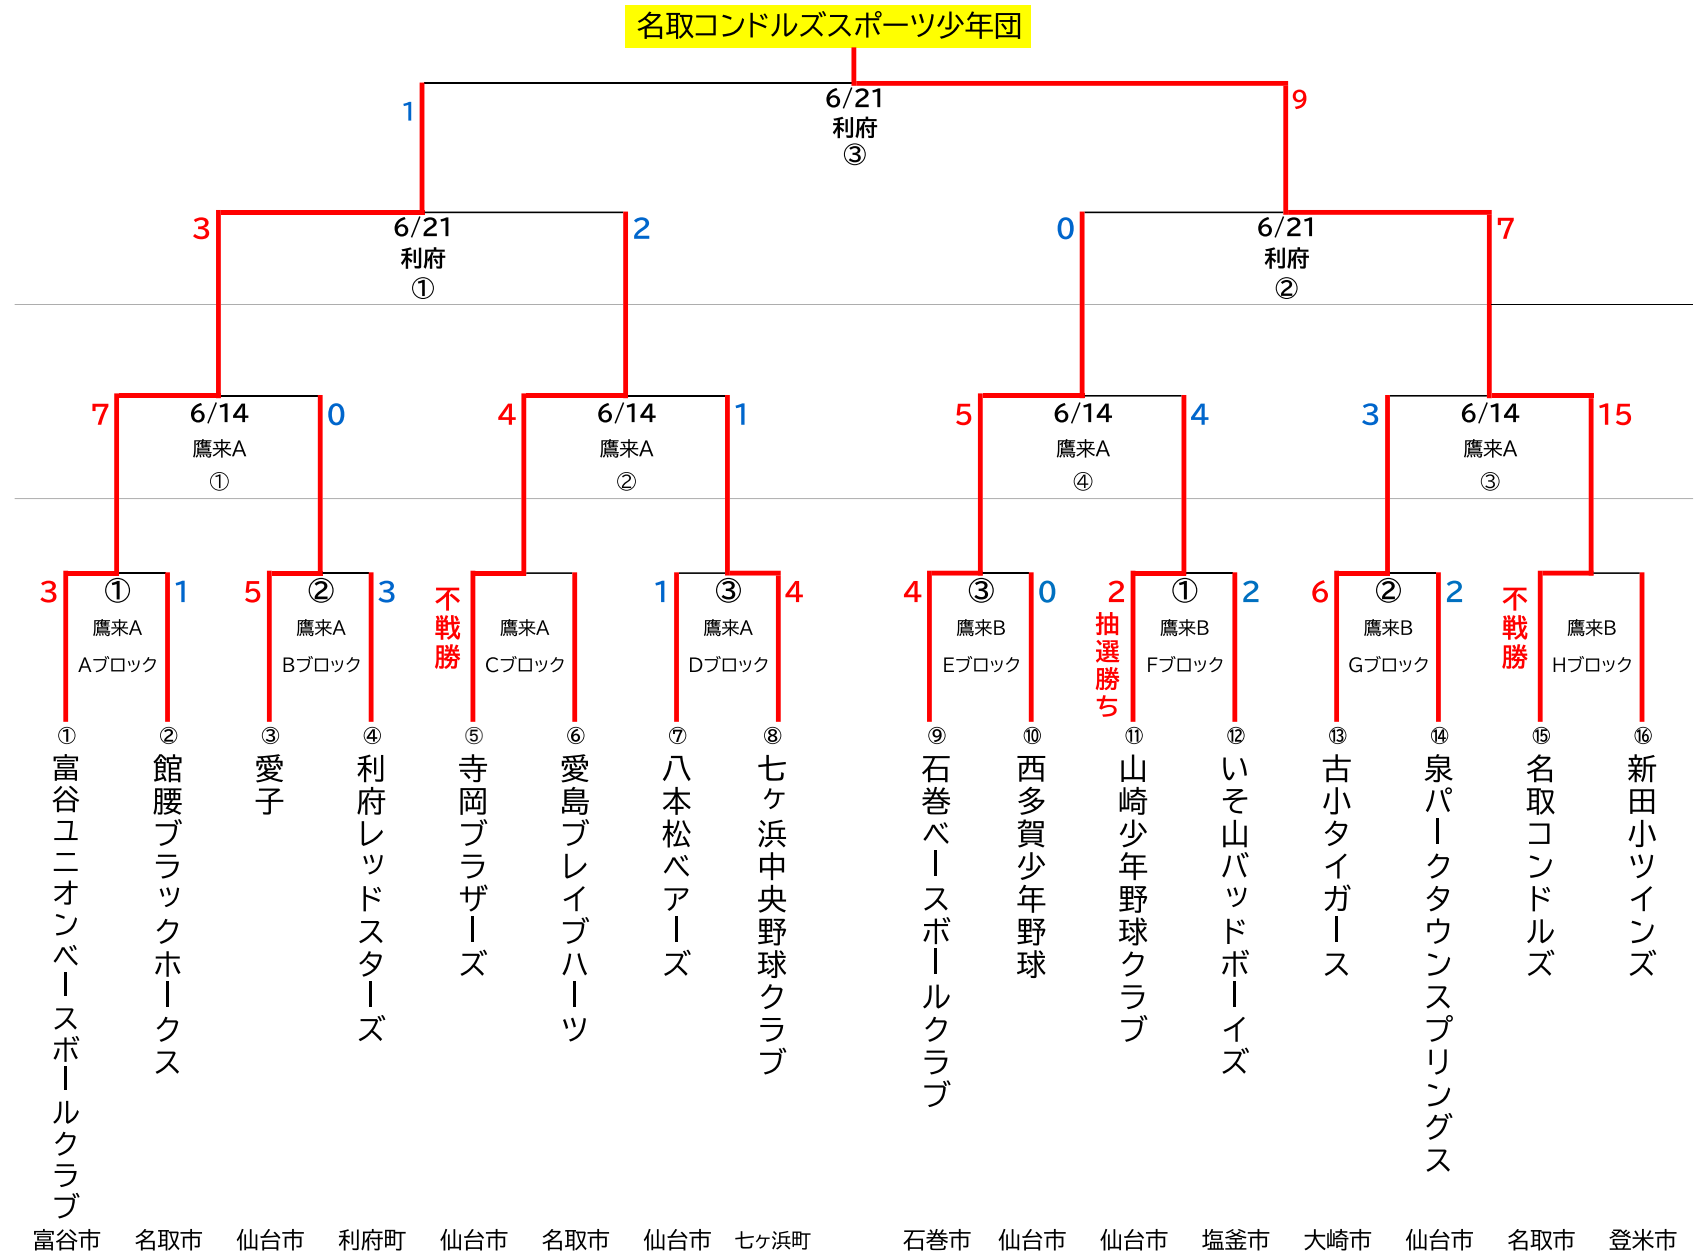 名取コンドルズスポーツ少年団
1
6/21
利府
③
9
3
6/21
利府
①
2
0
6/21
利府
②
7
7
6/14
鷹来A
①
0
4
6/14
鷹来A
②
1
5
6/14
鷹来A
④
4
3
6/14
鷹来A
③
15
3
①
鷹来A
Aブロック
1
5
②
鷹来A
Bブロック
3
不戦勝
鷹来A
Cブロック
1
③
鷹来A
Dブロック
4
4
③
鷹来B
Eブロック
0
2
抽選勝ち
①
鷹来B
Fブロック
2
6
②
鷹来B
Gブロック
2
不戦勝
鷹来B
Hブロック
①富谷ユニオンベースボールクラブ
富谷市
②館腰ブラックホークス
名取市
③愛子
仙台市
④利府レッドスターズ
利府町
⑤寺岡ブラザーズ
仙台市
⑥愛島ブレイブハーツ
名取市
⑦八本松ベアーズ
仙台市
⑧七ヶ浜中央野球クラブ
七ヶ浜町
⑨石巻ベースボールクラブ
石巻市
⑩西多賀少年野球
仙台市
⑪山崎少年野球クラブ
仙台市
⑫いそ山バッドボーイズ
塩釜市
⑬古小タイガース
大崎市
⑭泉パークタウンスプリングス
仙台市
⑮名取コンドルズ
名取市
⑯新田小ツインズ
登米市